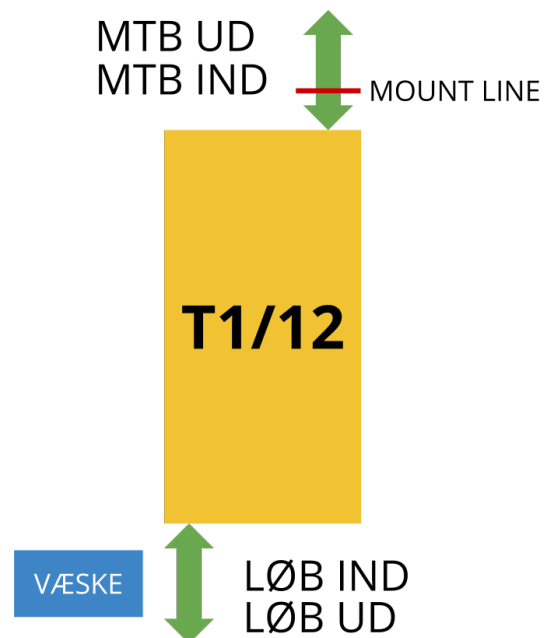 MTB UD
MTB IND
MOUNT LINE
T1/12
VÆSKE
LØB IND
LØB UD